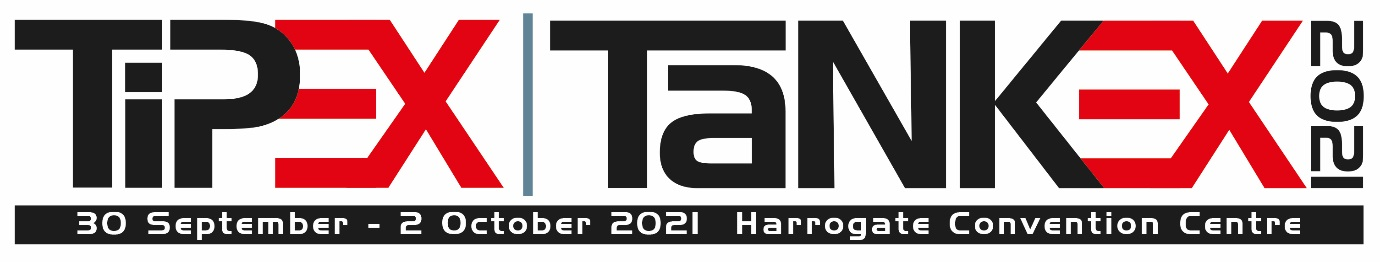 TiPEX | TaNKEX 2021
30 September - 2 October 2021 Harrogate Convention Centre